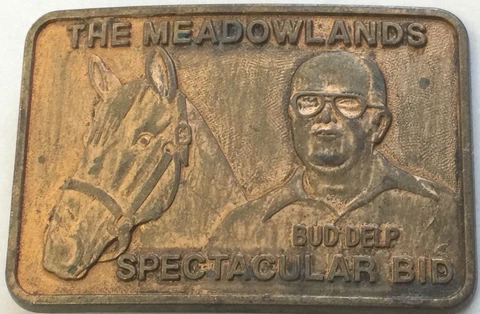 THE MEADOWLANDS
BUD DELP
SPECTACULAR BID